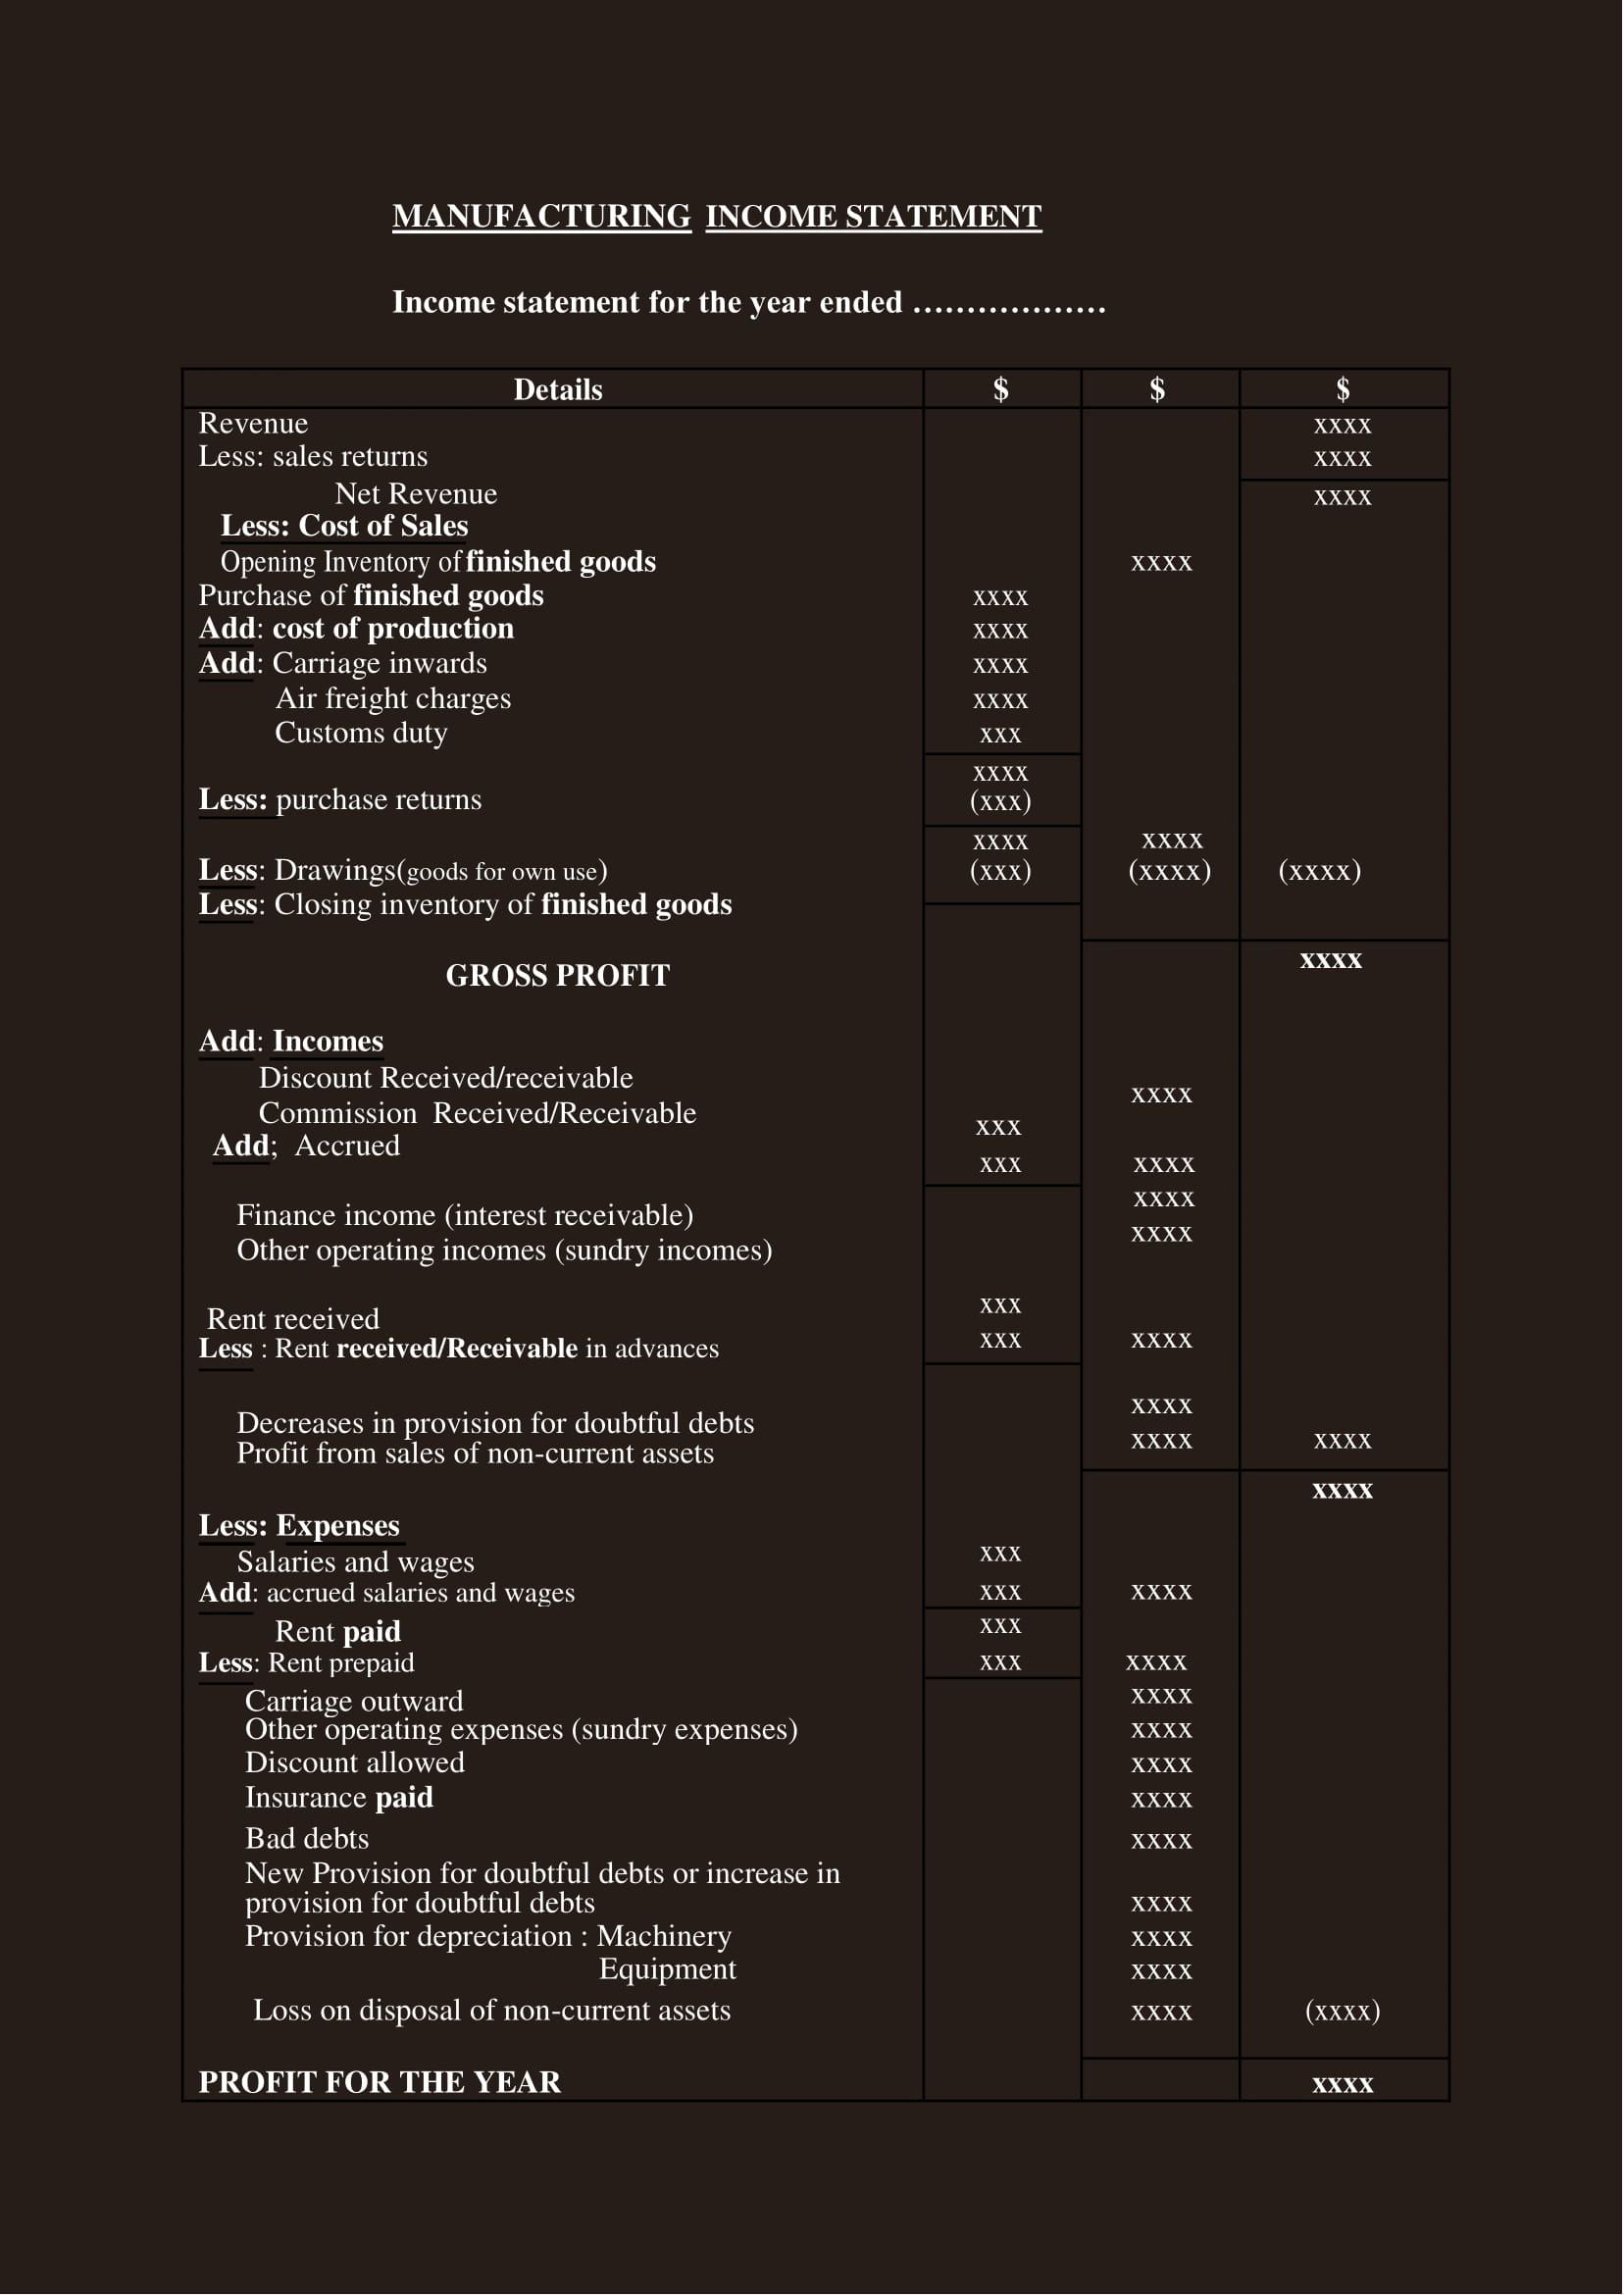 MANUFACTURING INCOME STATEMENT
Income statement for the year ended ………………
Details $ $ $
Revenue xxxx
Less: sales returns xxxx
Net Revenue xxxx
Less: Cost of Sales
Opening Inventory of finished goods xxxx
Purchase of finished goods xxxx
Add: cost of production xxxx
Add: Carriage inwards xxxx
Air freight charges xxxx
Customs duty xxx
xxxx
Less: purchase returns (xxx)
xxxx xxxx
Less: Drawings(goods for own use) (xxx) (xxxx) (xxxx)
Less: Closing inventory of finished goods
xxxx
GROSS PROFIT
Add: Incomes
Discount Received/receivable
xxxx
Commission Received/Receivable
xxx
Add; Accrued
xxx xxxx
xxxx
Finance income (interest receivable)
xxxx
Other operating incomes (sundry incomes)
xxx
Rent received
Less : Rent received/Receivable in advances xxx xxxx
xxxx
Decreases in provision for doubtful debts
xxxx xxxx
Profit from sales of non-current assets
xxxx
Less: Expenses
Salaries and wages xxx
Add: accrued salaries and wages xxx xxxx
Rent paid xxx
Less: Rent prepaid xxx xxxx
Carriage outward xxxx
Other operating expenses (sundry expenses) xxxx
Discount allowed xxxx
Insurance paid xxxx
Bad debts xxxx
New Provision for doubtful debts or increase in
provision for doubtful debts xxxx
Provision for depreciation : Machinery xxxx
Equipment xxxx
Loss on disposal of non-current assets xxxx (xxxx)
PROFIT FOR THE YEAR xxxx